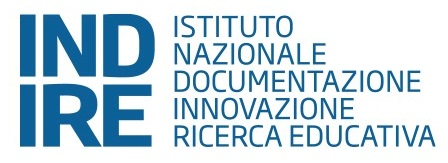 IND
IRE
ISTITUTO
NAZIONALE
DOCUMENTAZIONE
INNOVAZIONE
RICERCA EDUCATIVA